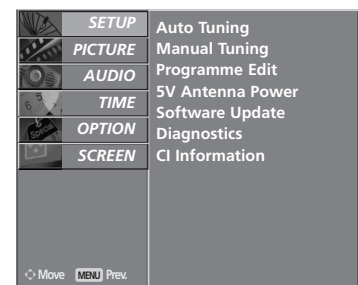 SETUP
PICTURE
AUDIO
TIME
OPTION
SCREEN
Auto Tuning
Manual Tuning
Programme Edit
5V Antenna Power
Software Update
Diagnostics
CI Information
Move MENU Prev.